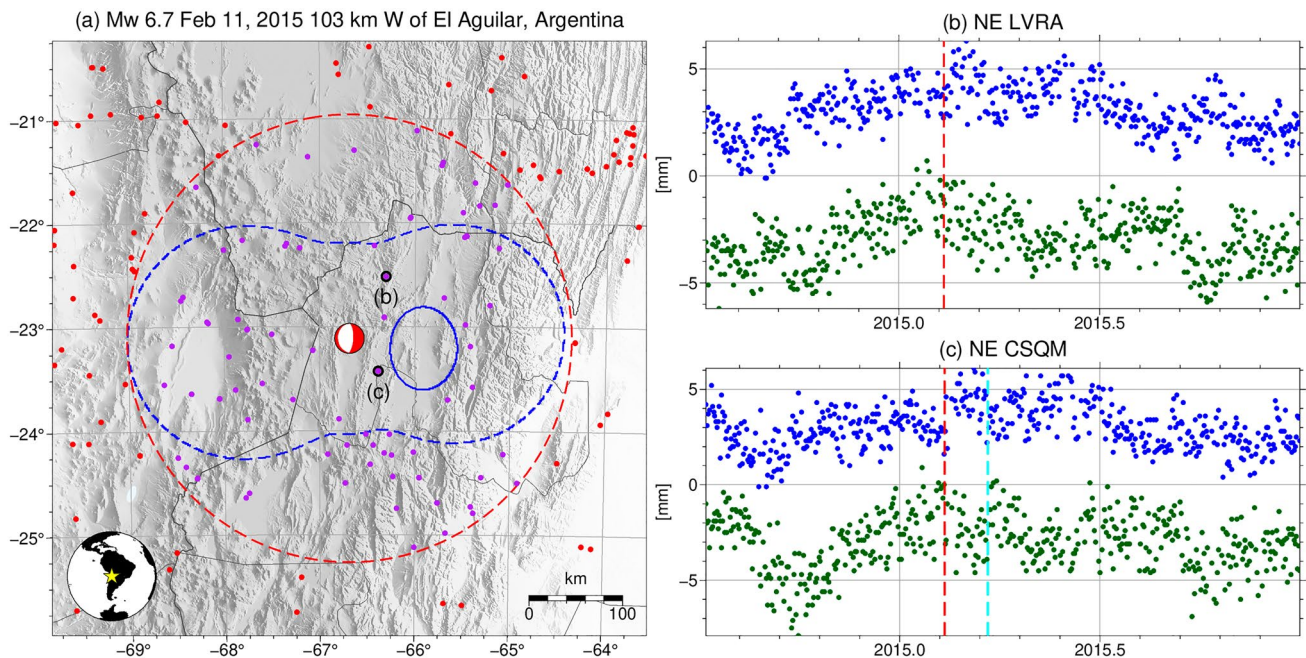 (a) Mw 6.7 Feb 11, 2015 103 km W of El Aguilar, Argentina
−21°
−22°
−23°
−24°
−25°
(b)
(c)
km
0 100
−69° −68° −67° −66° −65° −64°
(b) NE LVRA
5
0
−5
[mm]
2015.0 2015.5
(c) NE CSQM
5
0
−5
[mm]
2015.0 2015.5